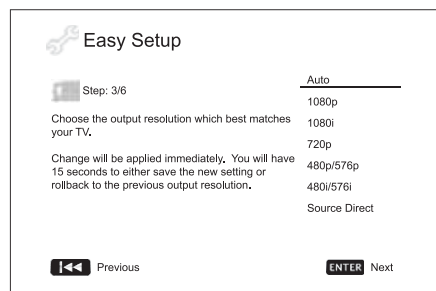 Easy Setup
Step: 3/6
Choose the output resolution which best matches
your TV.
Change will be applied immediately. You will have
15 seconds to either save the new setting or
rollback to the previous output resolution.
Auto
1080p
1080i
720p
480p/576p
480i/576i
Source Direct
Previous
ENTER Next